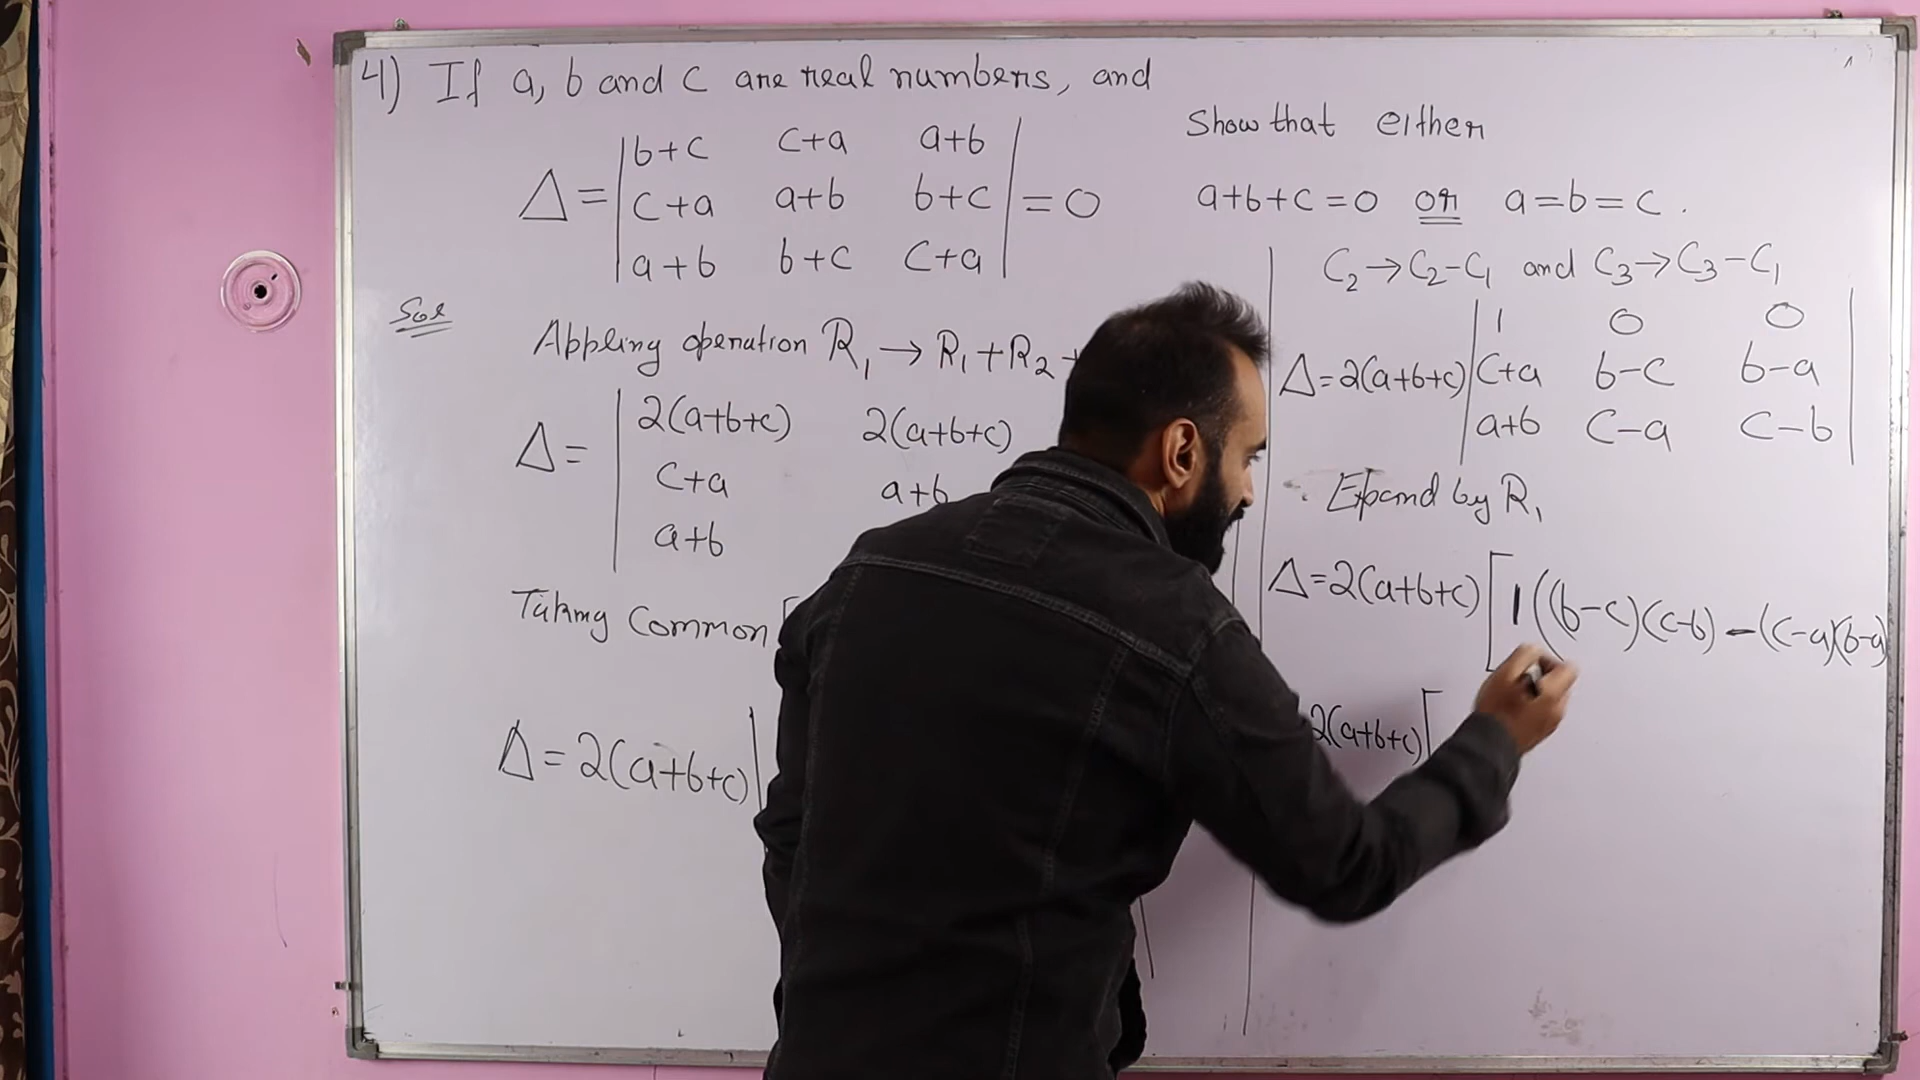 4) If a, b and c are real numbers, and
Δ = | b+c c+a a+b |
| c+a a+b b+c | = 0
| a+b b+c c+a |
Show that either
a+b+c = 0 or a = b = c .
Sol
Appling operation R₁ → R₁ + R₂ +
Δ = | 2(a+b+c) 2(a+b+c)
| c+a a+b
| a+b
Taking Common
Δ = 2(a+b+c) |
C₂ → C₂ - C₁ and C₃ → C₃ - C₁
Δ = 2(a+b+c) | 1 0 0 |
| c+a b-c b-a |
| a+b c-a c-b |
Expand by R₁
Δ = 2(a+b+c) [ 1 ((b-c)(c-b) - (c-a)(b-a)
2(a+b+c) [